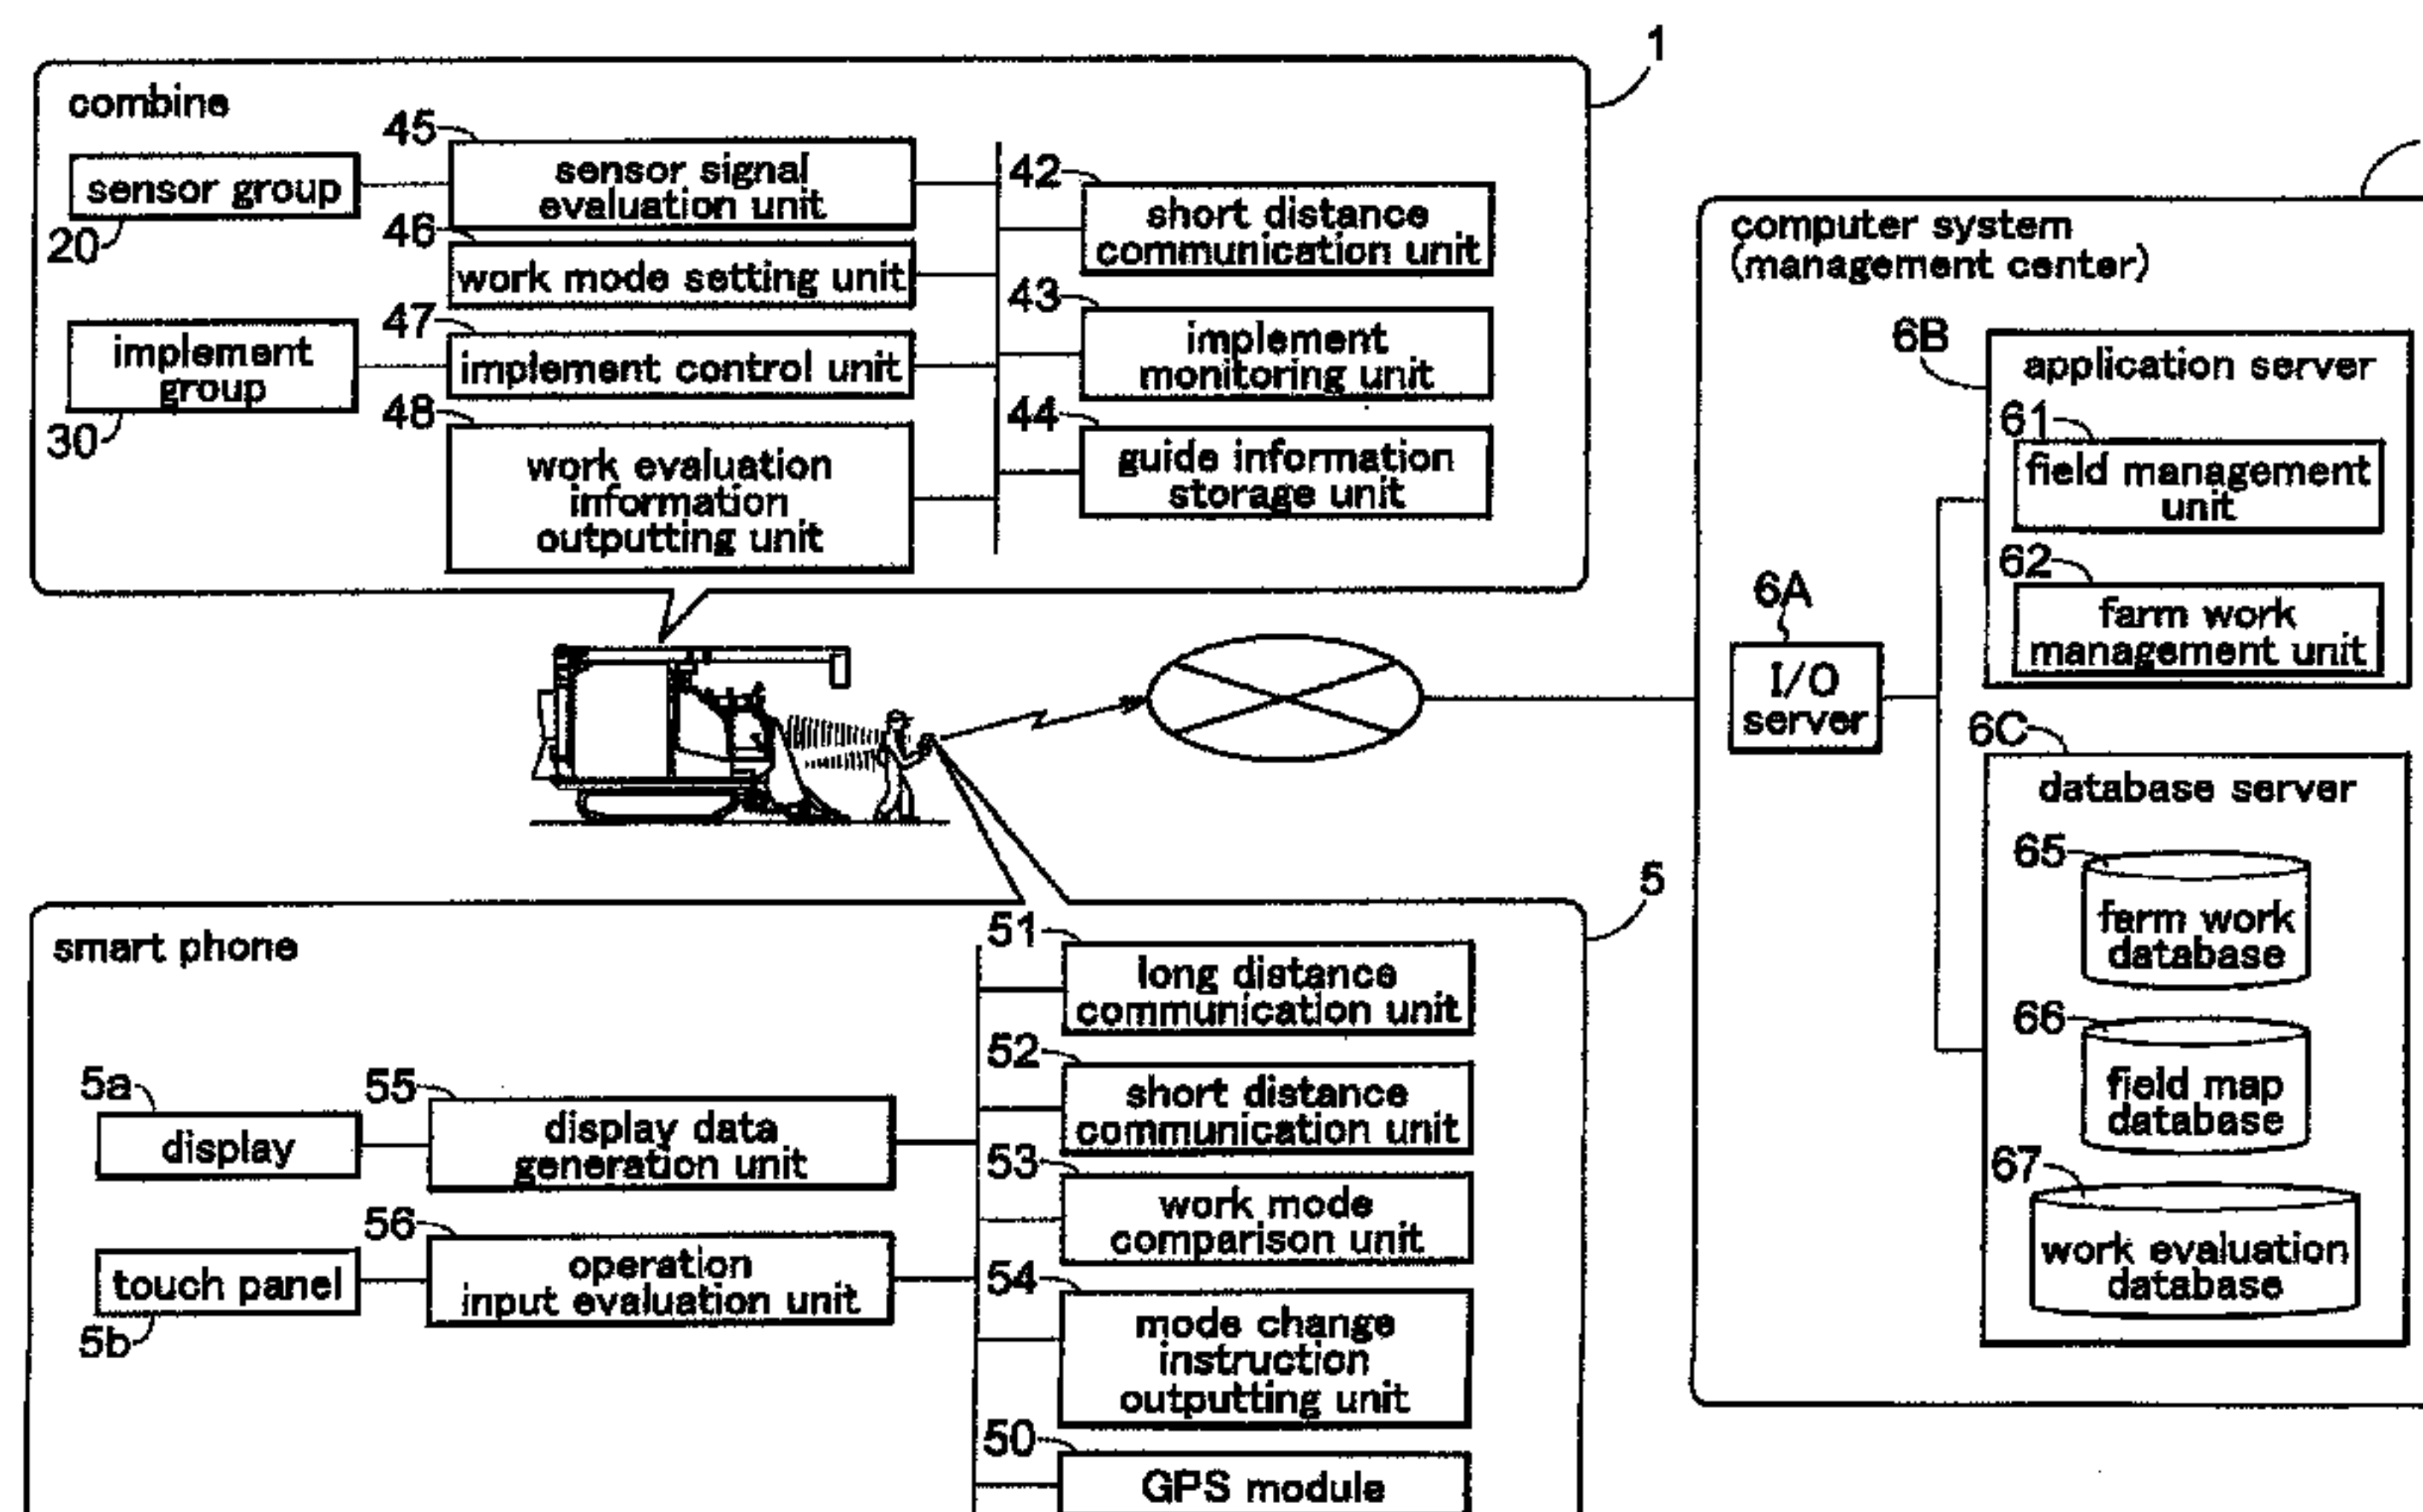 1
combine
45
sensor group
sensor signal
evaluation unit
20
42
short distance
communication unit
46
work mode setting unit
43
implement
monitoring unit
implement
group
30
47
implement control unit
44
guide information
storage unit
48
work evaluation
information
outputting unit
computer system
(management center)
6B
application server
61
field management
unit
62
farm work
management unit
6A
I/O
server
6C
database server
65
farm work
database
66
field map
database
67
work evaluation
database
5
smart phone
51
long distance
communication unit
52
short distance
communication unit
5a
display
55
display data
generation unit
53
work mode
comparison unit
56
touch panel
5b
operation
input evaluation unit
54
mode change
instruction
outputting unit
50
GPS module